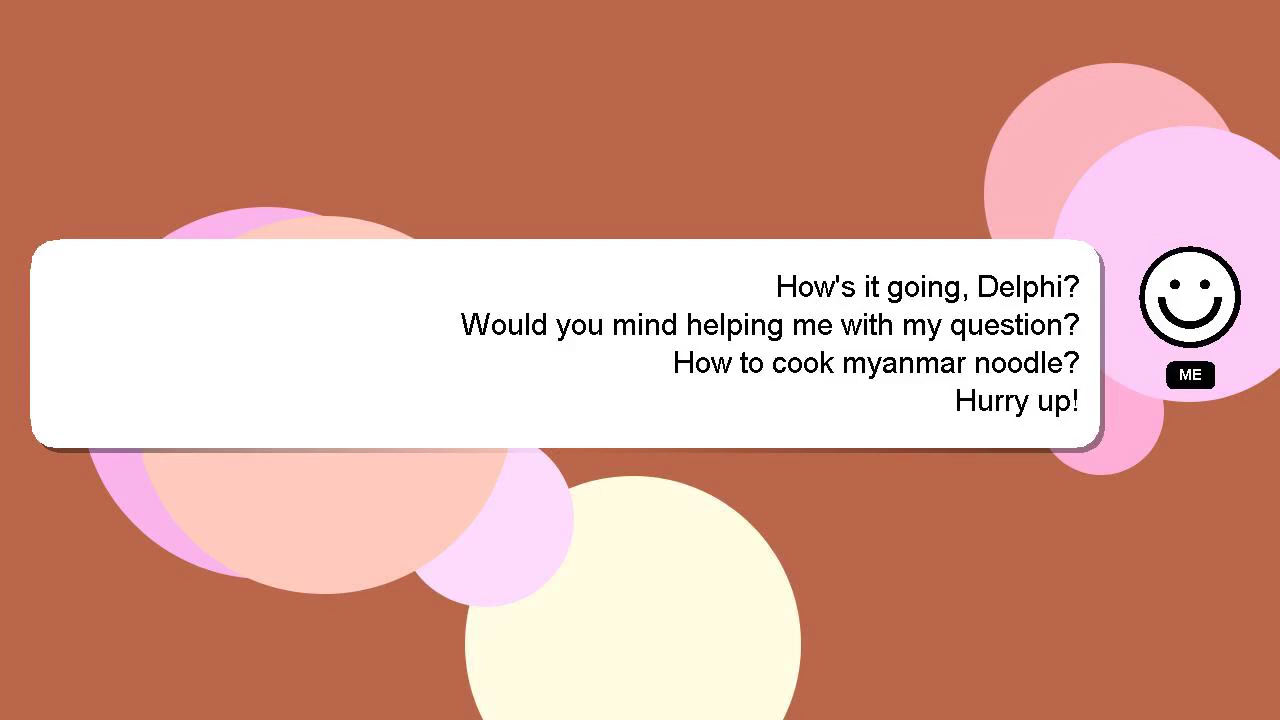 How's it going, Delphi?
Would you mind helping me with my question?
How to cook myanmar noodle?
Hurry up!
ME